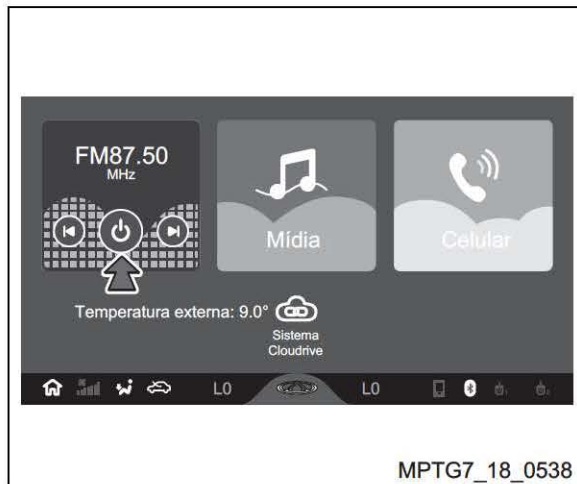 FM87.50
MHz
Mídia
Celular
Temperatura externa: 9.0°
Sistema
Cloudrive
L0
L0
MPTG7_18_0538